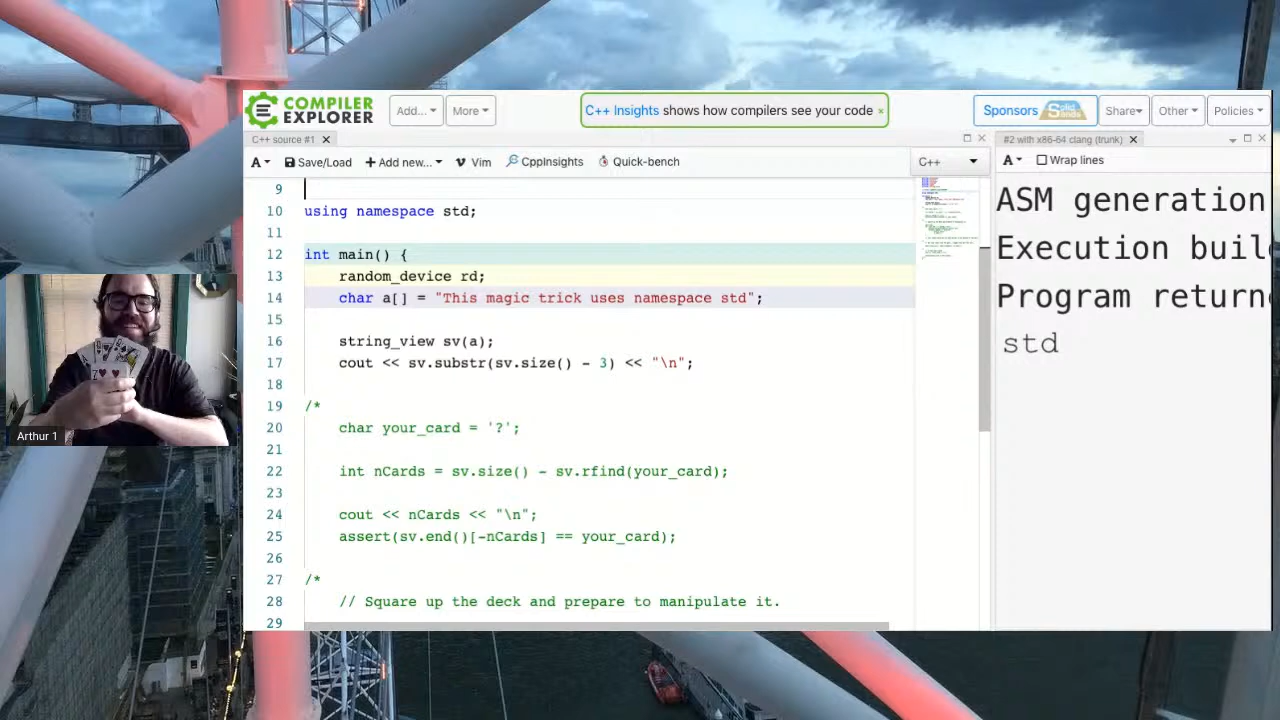 COMPILER
EXPLORER
Add...
More
C++ Insights shows how compilers see your code ×
Sponsors
Solid Sands
Share
Other
Policies
C++ source #1
#2 with x86-64 clang (trunk)
A
Save/Load
Add new...
Vim
CppInsights
Quick-bench
C++
A
Wrap lines
9
10 using namespace std;
11
12 int main() {
13 random_device rd;
14 char a[] = "This magic trick uses namespace std";
15
16 string_view sv(a);
17 cout << sv.substr(sv.size() - 3) << "\n";
18
19 /*
20 char your_card = '?';
21
22 int nCards = sv.size() - sv.rfind(your_card);
23
24 cout << nCards << "\n";
25 assert(sv.end()[-nCards] == your_card);
26
27 /*
28 // Square up the deck and prepare to manipulate it.
29
ASM generation
Execution buil
Program return
std
Arthur 1